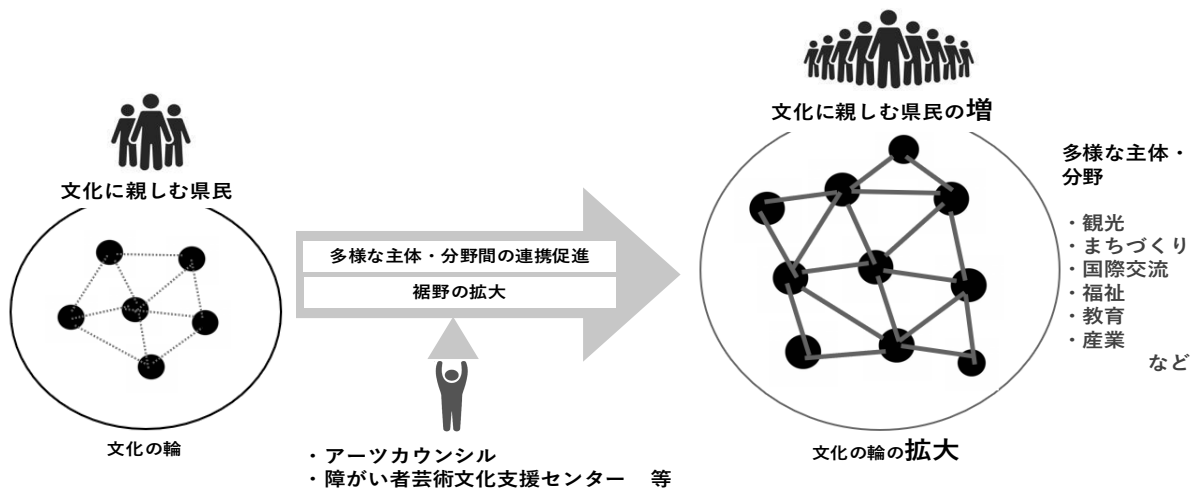 文化に親しむ県民
文化の輪
多様な主体・分野間の連携促進
裾野の拡大
・アーツカウンシル
・障がい者芸術文化支援センター　等
文化に親しむ県民の増
文化の輪の拡大
多様な主体・
分野
・観光
・まちづくり
・国際交流
・福祉
・教育
・産業
など